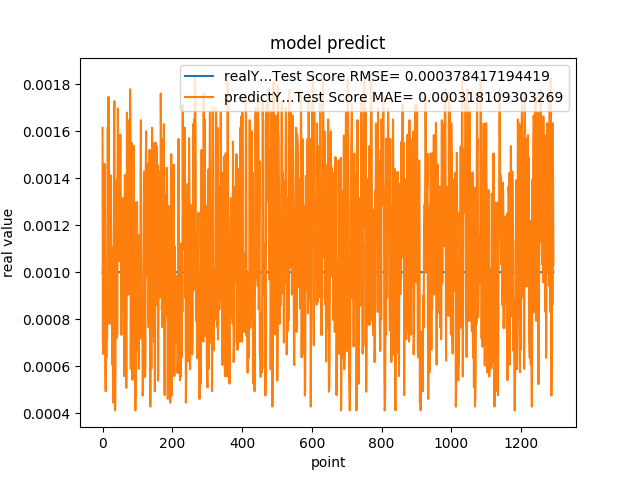 model predict
realY...Test Score RMSE= 0.000378417194419
predictY...Test Score MAE= 0.000318109303269
0.0018
0.0016
0.0014
0.0012
0.0010
0.0008
0.0006
0.0004
real value
0 200 400 600 800 1000 1200
point